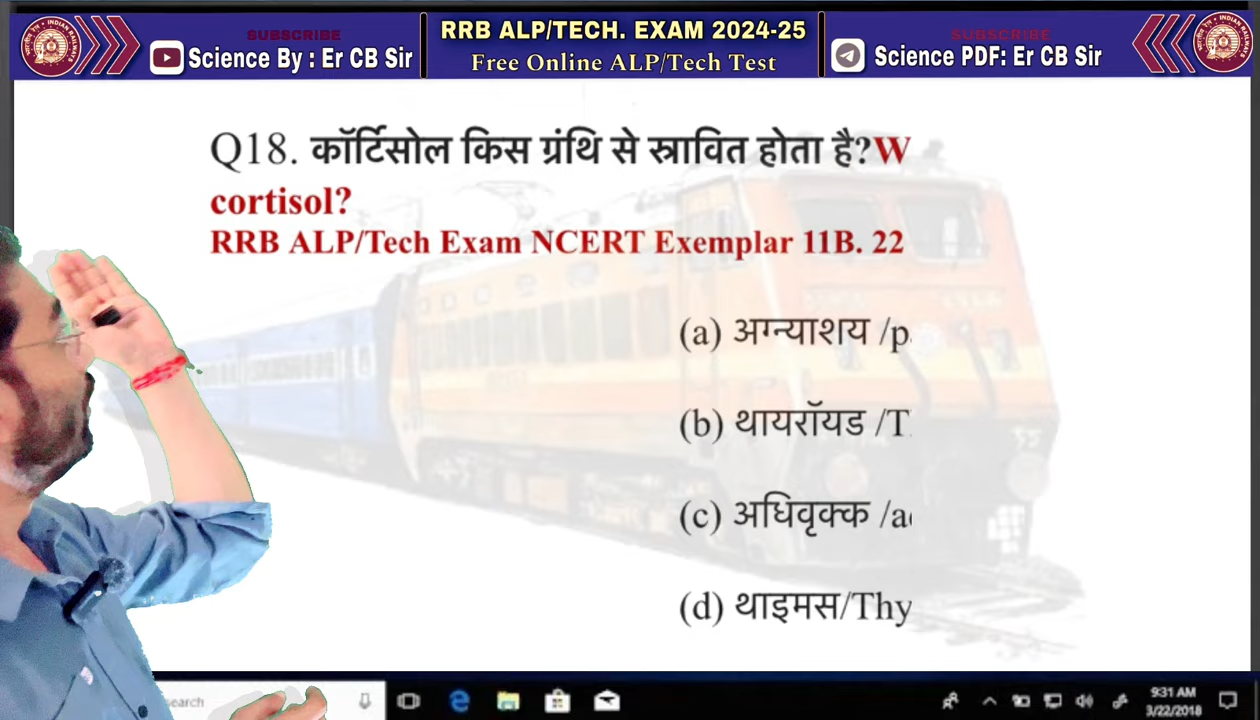 SUBSCRIBE
Science By : Er CB Sir
RRB ALP/TECH. EXAM 2024-25
Free Online ALP/Tech Test
SUBSCRIBE
Science PDF: Er CB Sir
Q18. कॉर्टिसोल किस ग्रंथि से स्रावित होता है?W
cortisol?
RRB ALP/Tech Exam NCERT Exemplar 11B. 22
(a) अग्न्याशय /p
(b) थायरॉयड /T
(c) अधिवृक्क /a
(d) थाइमस/Thy
search
9:31 AM
3/22/2018